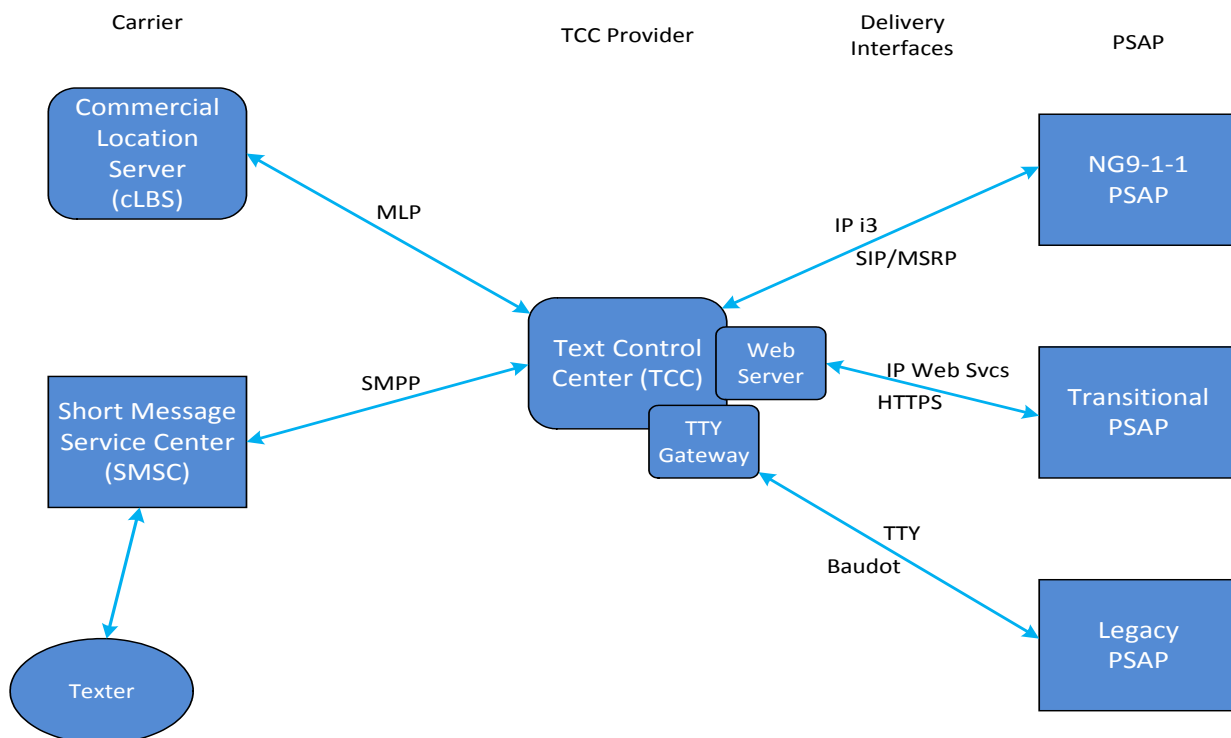 Carrier
TCC Provider
Delivery
Interfaces
PSAP
Commercial
Location
Server
(cLBS)
MLP
IP i3
SIP/MSRP
NG9-1-1
PSAP
Text Control
Center (TCC)
Web
Server
TTY
Gateway
SMPP
IP Web Svcs
HTTPS
Transitional
PSAP
Short Message
Service Center
(SMSC)
TTY
Baudot
Legacy
PSAP
Texter